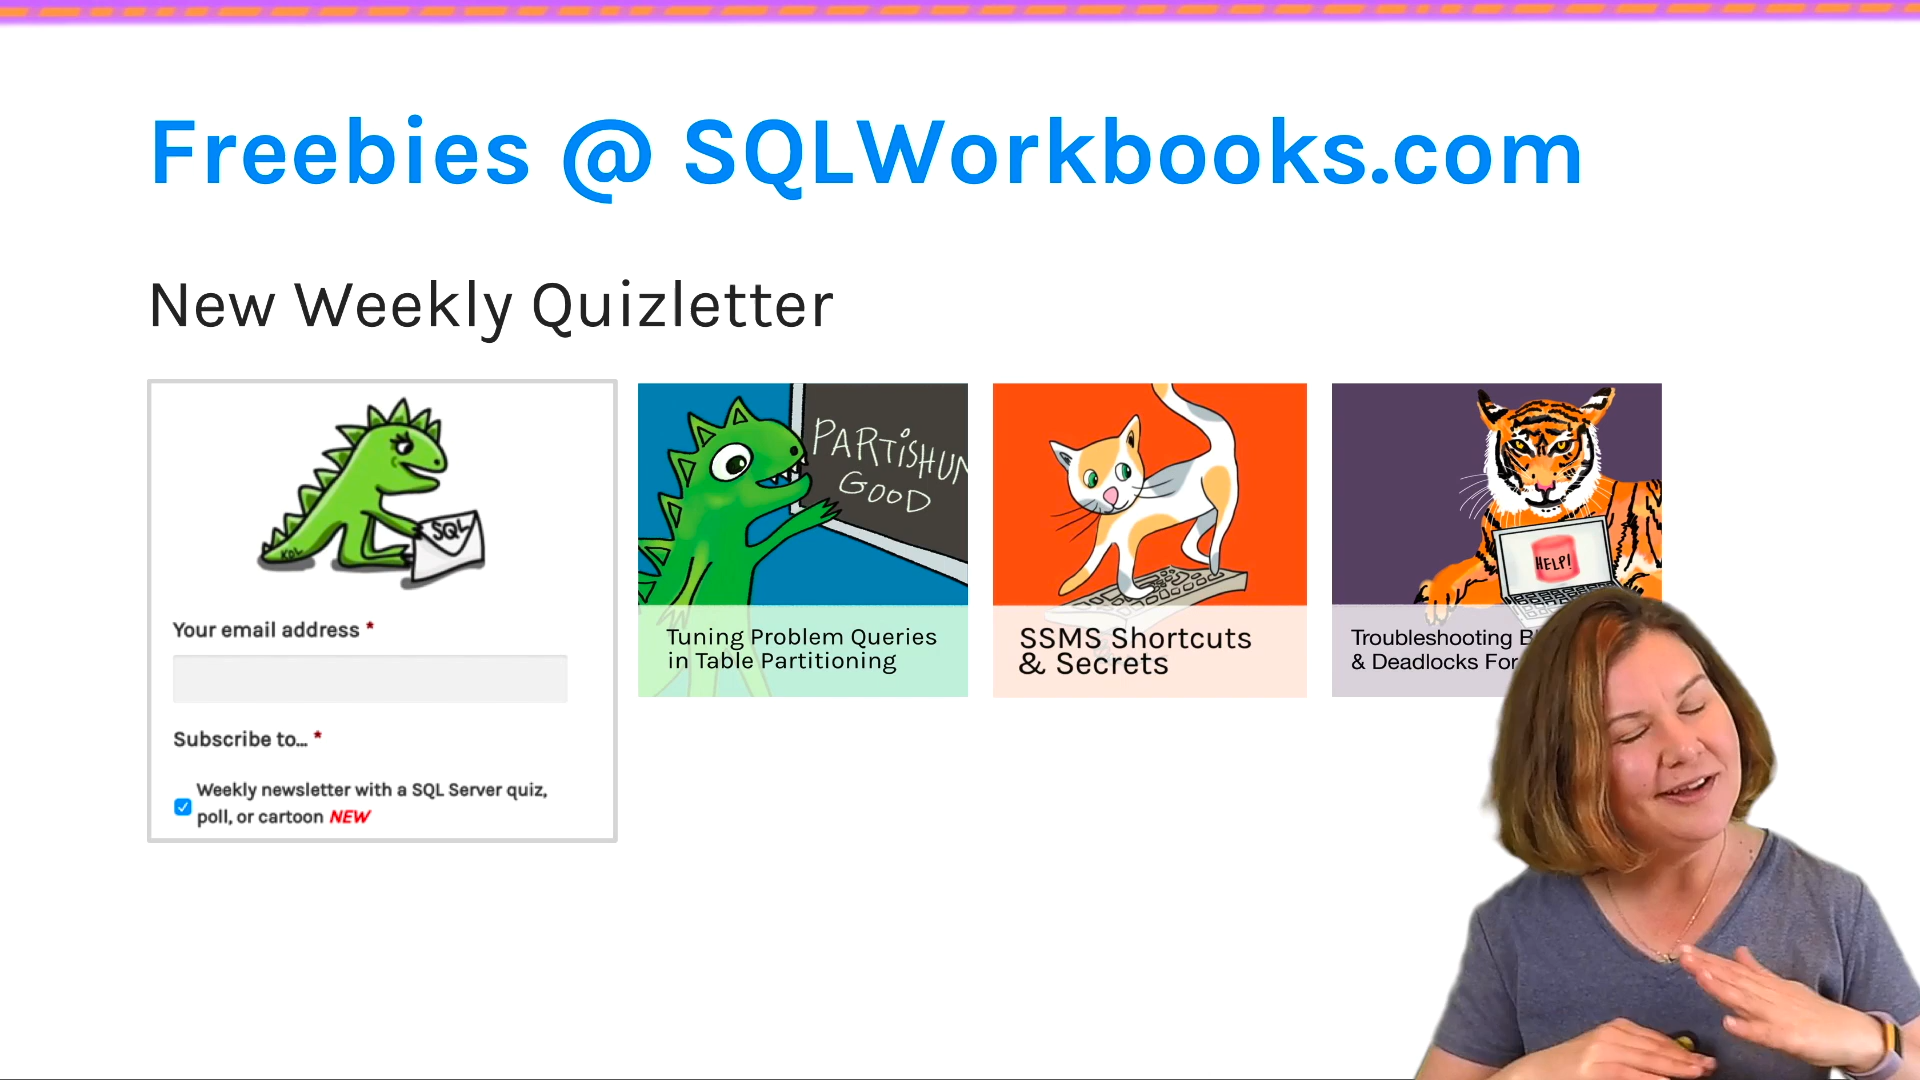 Freebies @ SQLWorkbooks.com
New Weekly Quizletter
SQL
KDL
Your email address *
Subscribe to... *
Weekly newsletter with a SQL Server quiz,
poll, or cartoon NEW
PARTiSHUN
GOOD
Tuning Problem Queries
in Table Partitioning
SSMS Shortcuts
& Secrets
HELP!
Troubleshooting
& Deadlocks For